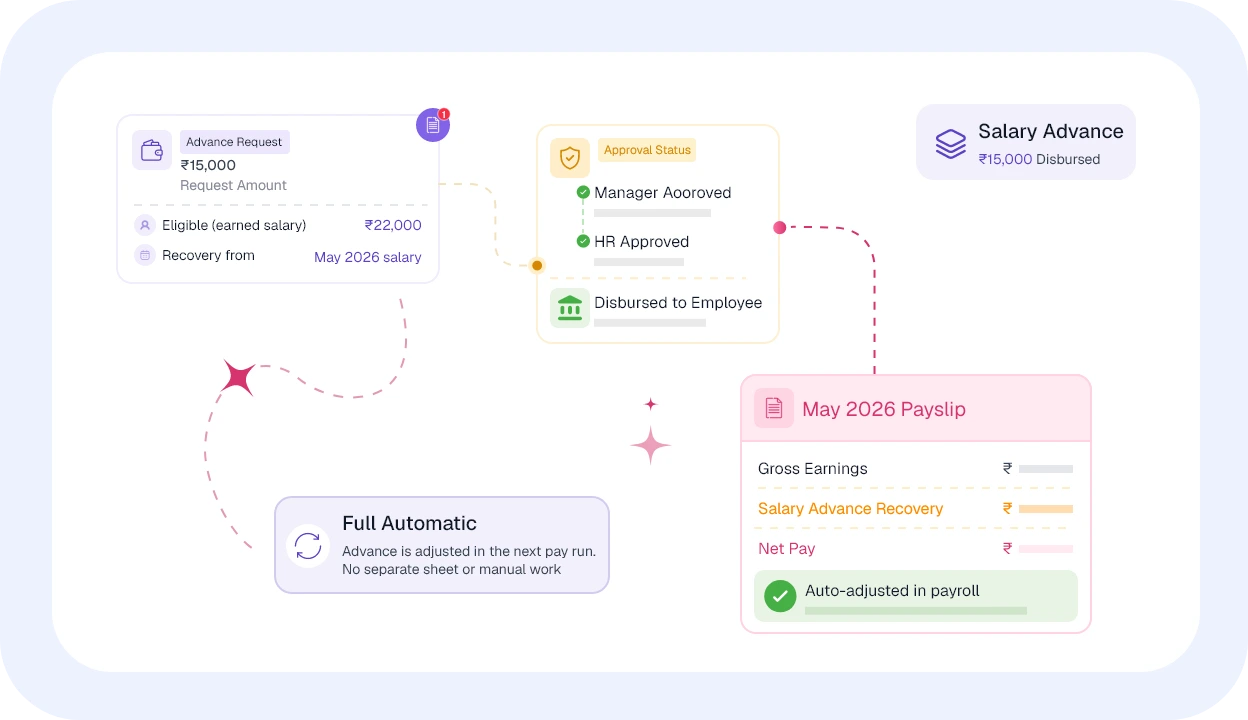 1
Advance Request
₹15,000
Request Amount
Eligible (earned salary) ₹22,000
Recovery from May 2026 salary
Approval Status
Manager Aooroved
HR Approved
Disbursed to Employee
Salary Advance
₹15,000 Disbursed
Full Automatic
Advance is adjusted in the next pay run.
No separate sheet or manual work
May 2026 Payslip
Gross Earnings ₹
Salary Advance Recovery ₹
Net Pay ₹
Auto-adjusted in payroll